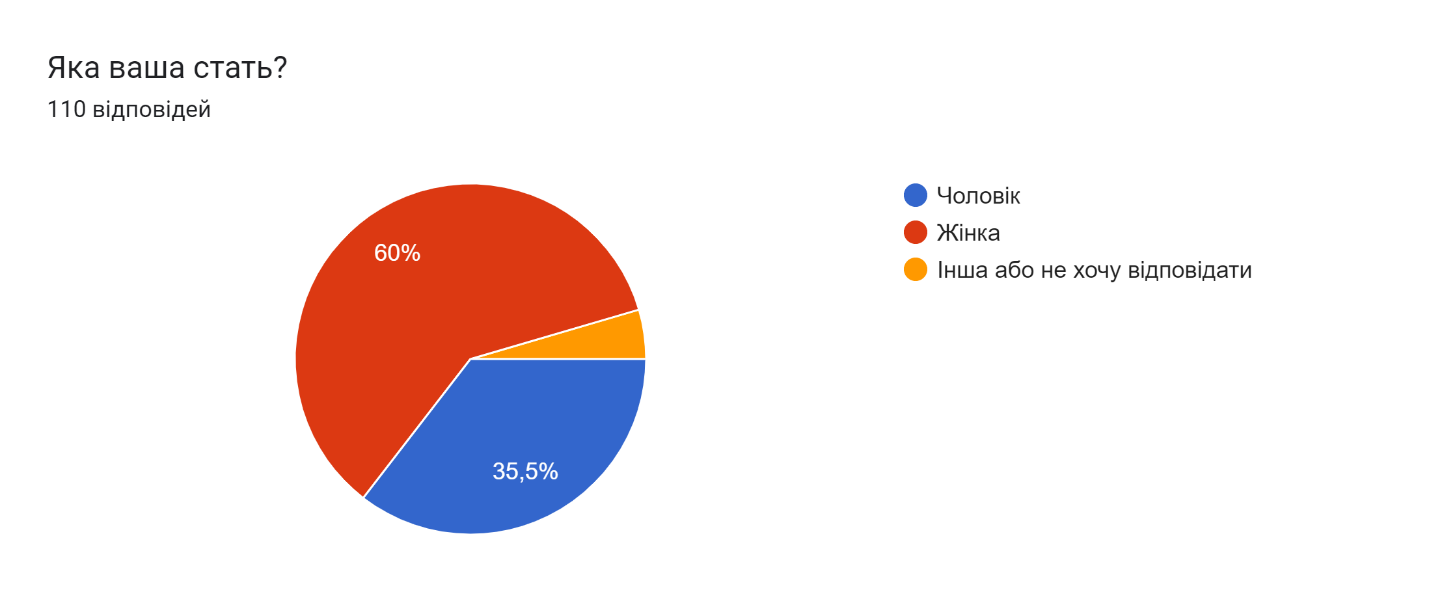 Яка ваша стать?
110 відповідей
60%
35,5%
Чоловік
Жінка
Інша або не хочу відповідати